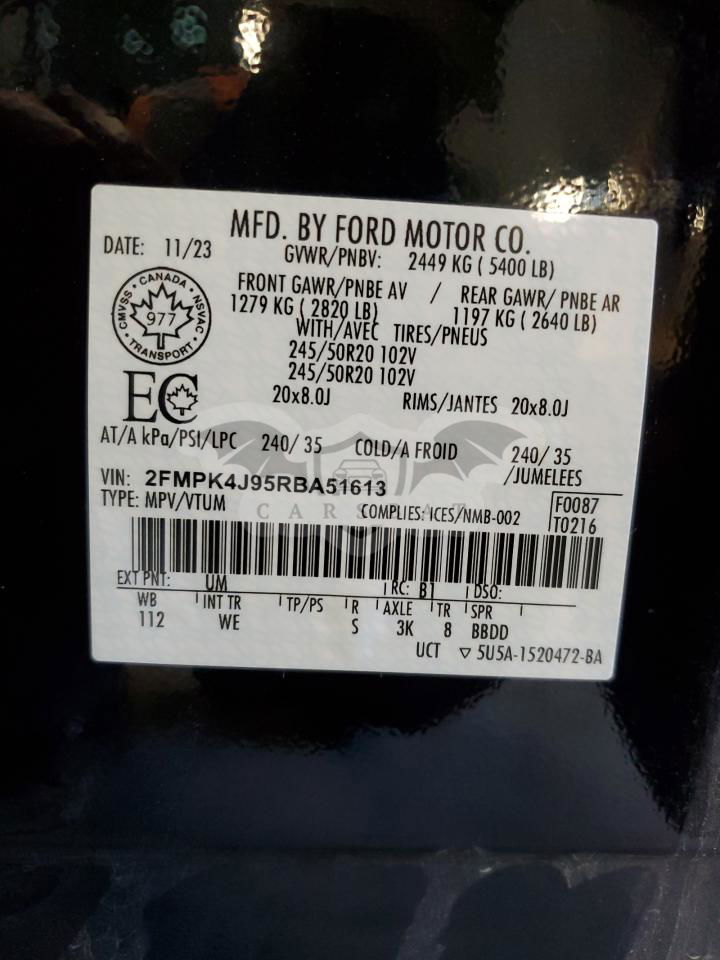 MFD. BY FORD MOTOR CO.
DATE: 11/23
GVWR/PNBV: 2449 KG ( 5400 LB)
FRONT GAWR/PNBE AV / REAR GAWR/ PNBE AR
1279 KG ( 2820 LB) 1197 KG ( 2640 LB)
WITH/AVEC TIRES/PNEUS
245/50R20 102V
245/50R20 102V
20x8.0J RIMS/JANTES 20x8.0J
CMVSS • CANADA • NSVAC
977
• TRANSPORT •
EC
AT/A kPa/PSI/LPC 240/ 35 COLD/A FROID 240/ 35
/JUMELEES
VIN: 2FMPK4J95RBA51613
TYPE: MPV/VTUM
COMPLIES: ICES/NMB-002
F0087
T0216
CARS BAT
EXT PNT: UM RC: B1 DSO:
WB INT TR TP/PS R AXLE TR SPR
112 WE S 3K 8 BBDD
UCT ▽ 5U5A-1520472-BA